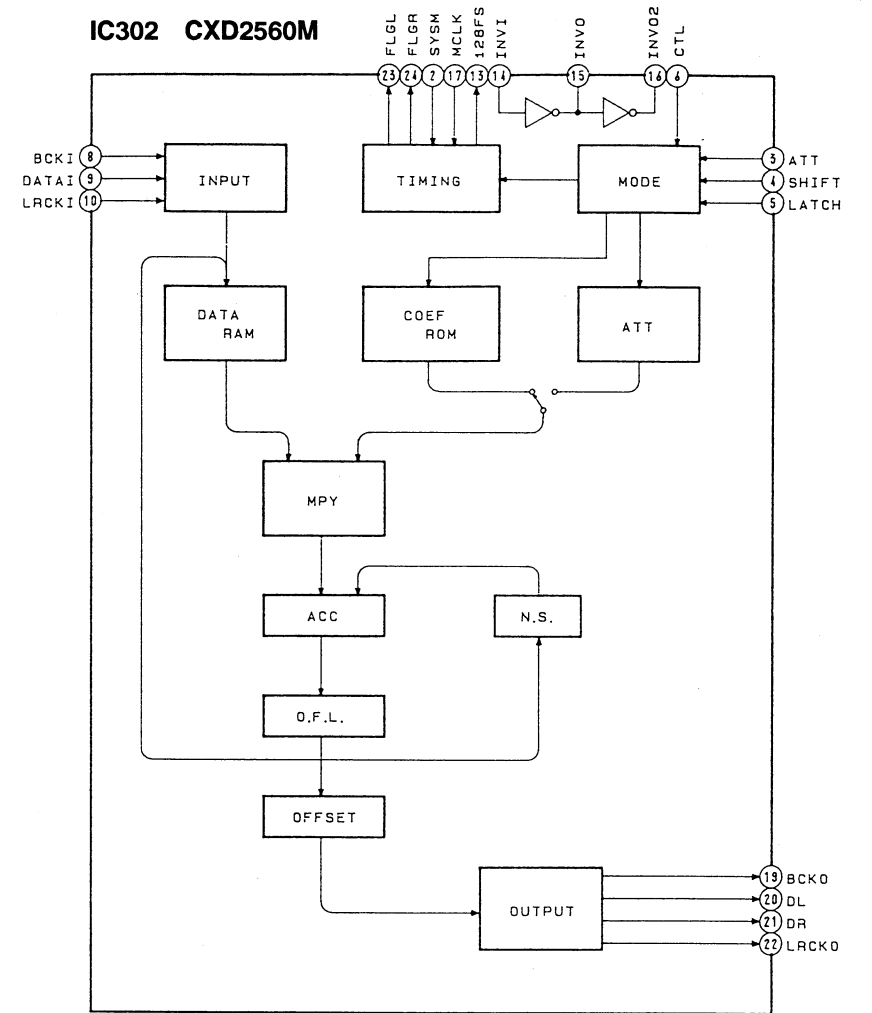 IC302 CXD2560M
FLGL
FLGR
SYSM
MCLK
128FS
INVI
INVO
INVO2
CTL
23 24 2 17 13 14 15 16 6
BCKI 8
DATAI 9
LRCKI 10
INPUT
TIMING
MODE
3 ATT
4 SHIFT
5 LATCH
DATA
RAM
COEF
ROM
ATT
MPY
ACC
N.S.
O.F.L.
OFFSET
OUTPUT
19 BCKO
20 DL
21 DR
22 LRCKO